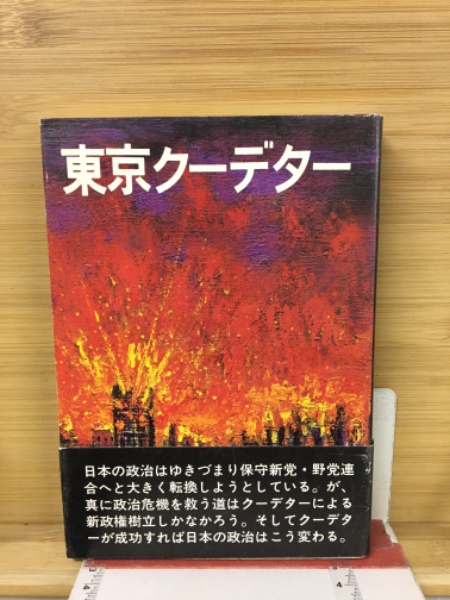 東京クーデター
日本の政治はゆきづまり保守新党・野党連
合へと大きく転換しようとしている。が、
真に政治危機を救う道はクーデターによる
新政権樹立しかなかろう。そしてクーデタ
ーが成功すれば日本の政治はこう変わる。
3
4
4